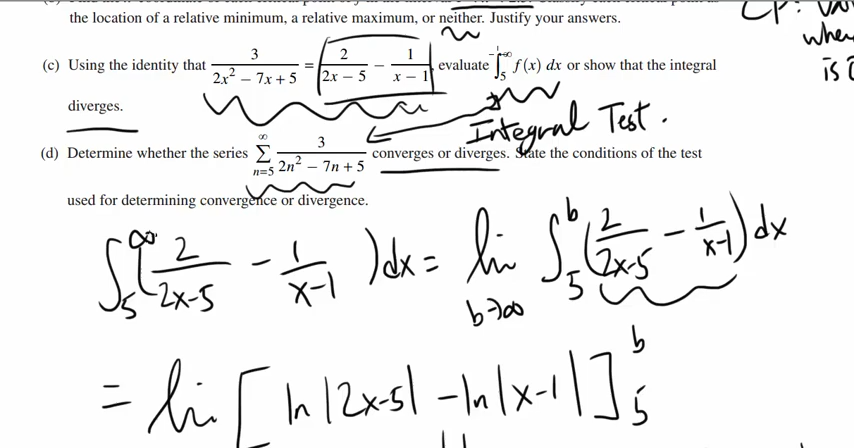 the location of a relative minimum, a relative maximum, or neither. Justify your answers.
CP: 
when
is
(c) Using the identity that 3/(2x² − 7x + 5) = 2/(2x − 5) − 1/(x − 1), evaluate ∫_5^∞ f(x) dx or show that the integral
diverges.
Integral Test.
(d) Determine whether the series ∑_{n=5}^∞ 3/(2n² − 7n + 5) converges or diverges. State the conditions of the test
used for determining convergence or divergence.
∫_5^∞ (2/(2x-5) − 1/(x-1)) dx = lim_{b→∞} ∫_5^b (2/(2x-5) − 1/(x-1)) dx
= lim [ ln|2x-5| − ln|x-1| ]_5^b